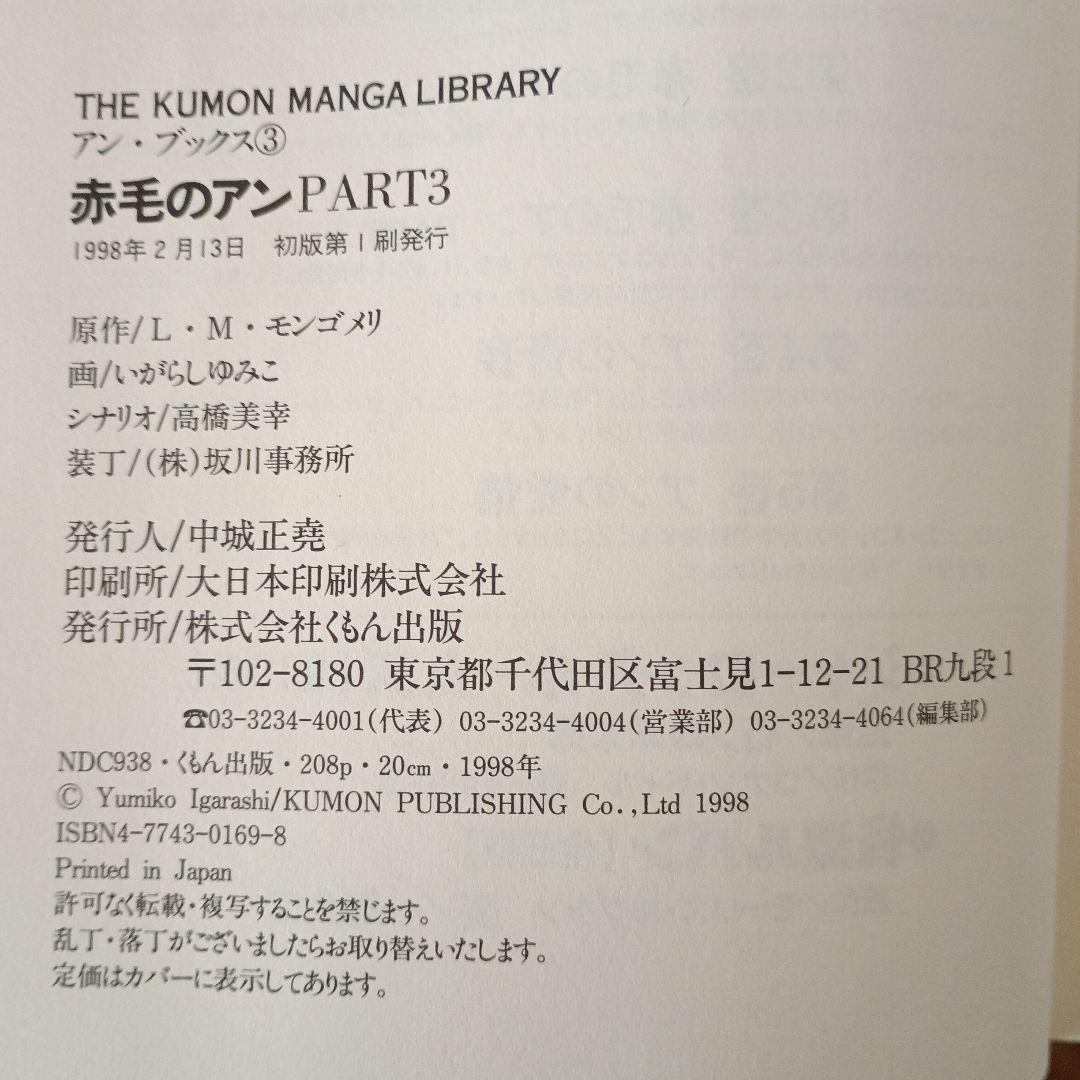 THE KUMON MANGA LIBRARY
アン・ブックス③
赤毛のアンPART3
1998年2月13日 初版第1刷発行
原作/L・M・モンゴメリ
画/いがらしゆみこ
シナリオ/高橋美幸
装丁/(株)坂川事務所
発行人/中城正堯
印刷所/大日本印刷株式会社
発行所/株式会社くもん出版
〒102-8180 東京都千代田区富士見1-12-21 BR九段1
☎03-3234-4001(代表) 03-3234-4004(営業部) 03-3234-4064(編集部)
NDC938・くもん出版・208p・20cm・1998年
© Yumiko Igarashi/KUMON PUBLISHING Co.,Ltd 1998
ISBN4-7743-0169-8
Printed in Japan
許可なく転載・複写することを禁じます。
乱丁・落丁がございましたらお取り替えいたします。
定価はカバーに表示してあります。